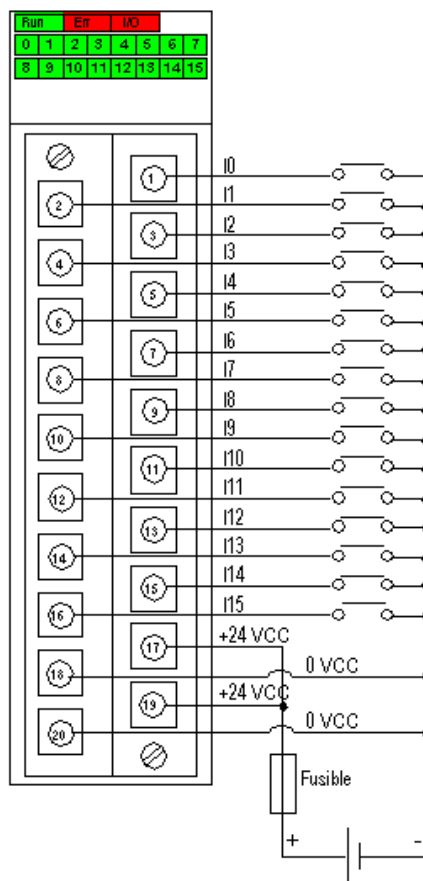 Run Err I/O
0 1 2 3 4 5 6 7
8 9 10 11 12 13 14 15
1 I0
2 I1
3 I2
4 I3
5 I4
6 I5
7 I6
8 I7
9 I8
10 I9
11 I10
12 I11
13 I12
14 I13
15 I14
16 I15
17 +24 VCC
18 0 VCC
19 +24 VCC
20 0 VCC
Fusible
+ -